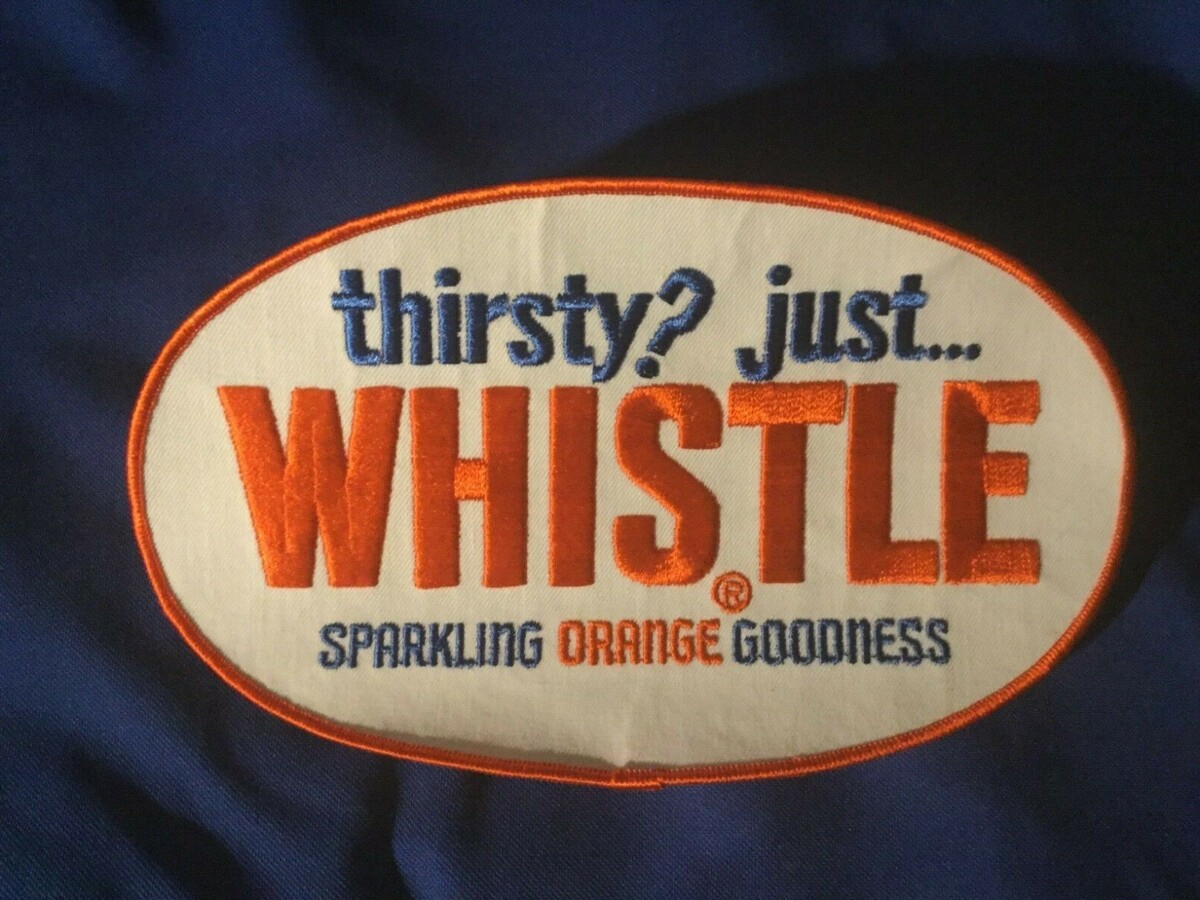 thirsty? just...
WHISTLE®
SPARKLING ORANGE GOODNESS